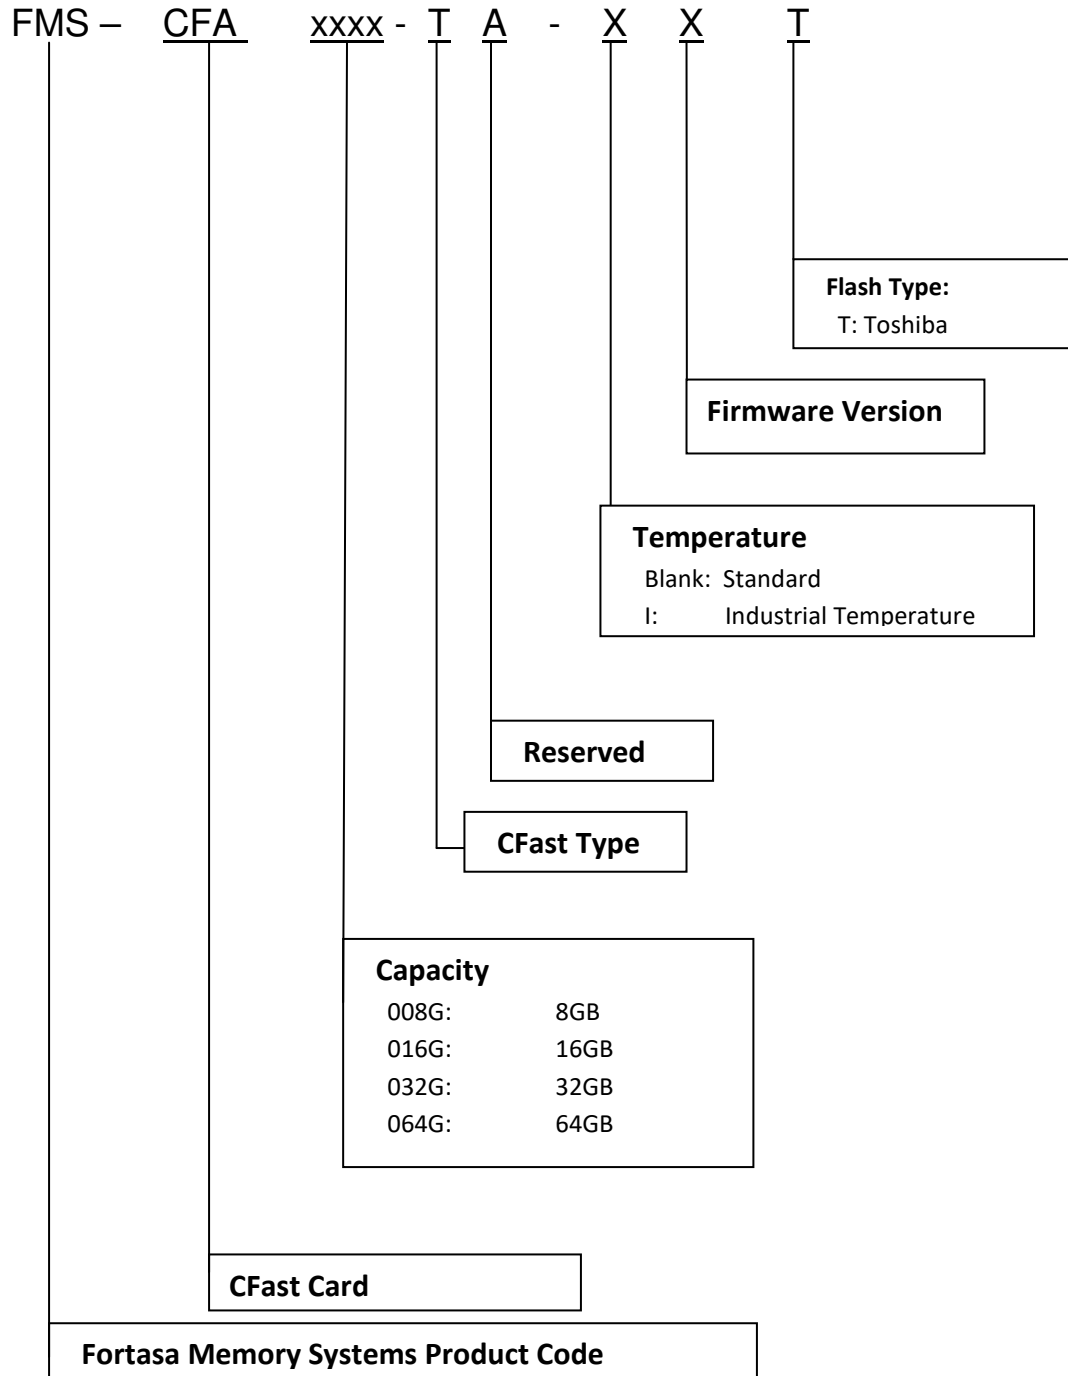 FMS – CFA xxxx - T A - X X T
Flash Type:
T: Toshiba
Firmware Version
Temperature
Blank: Standard
I: Industrial Temperature
Reserved
CFast Type
Capacity
008G: 8GB
016G: 16GB
032G: 32GB
064G: 64GB
CFast Card
Fortasa Memory Systems Product Code